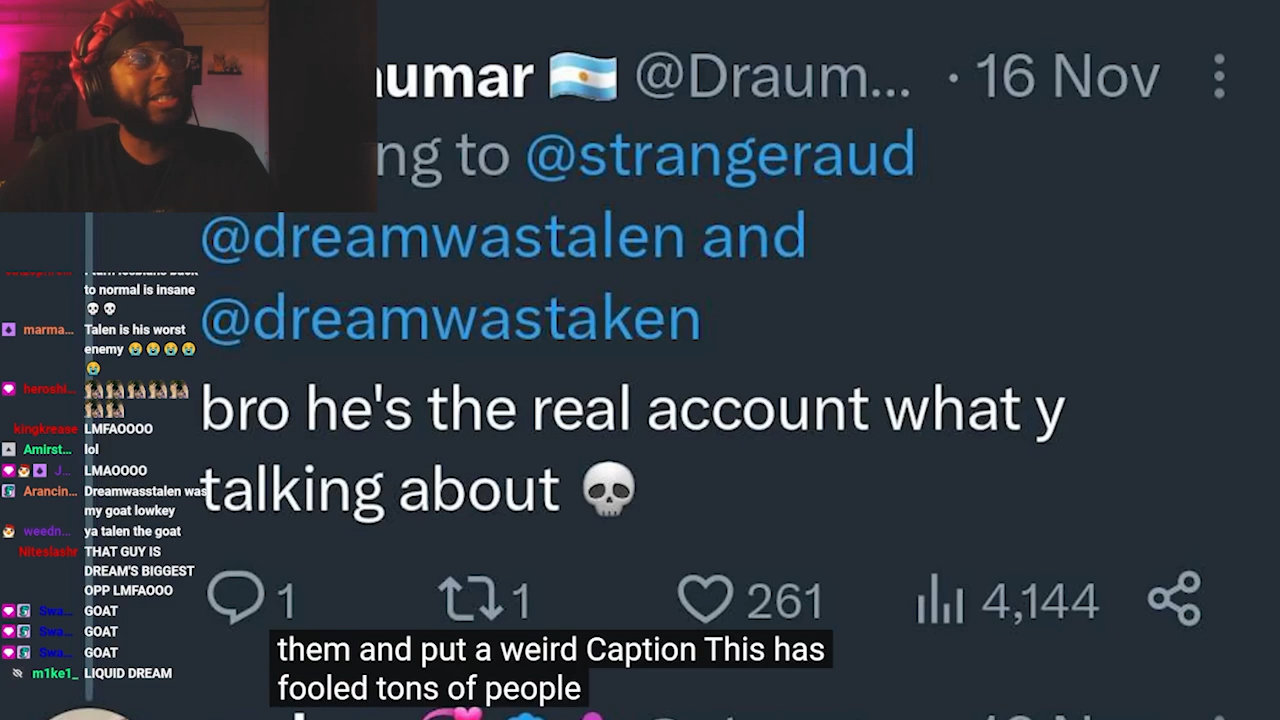 umar 🇦🇷 @Draum... · 16 Nov
ng to @strangeraud
@dreamwastalen and
@dreamwastaken
bro he's the real account what y
talking about 💀
1 1 261 4,144
to normal is insane
💀💀
marma... Talen is his worst
enemy 😭😭😭😭
😭
heroshi...
kingkrease LMFAOOOO
Amirst... lol
J... LMAOOOO
Arancin... Dreamwasstalen was
my goat lowkey
weedn... ya talen the goat
Niteslashr THAT GUY IS
DREAM'S BIGGEST
OPP LMFAOOO
Swa... GOAT
Swa... GOAT
Swa... GOAT
m1ke1_ LIQUID DREAM
them and put a weird Caption This has
fooled tons of people